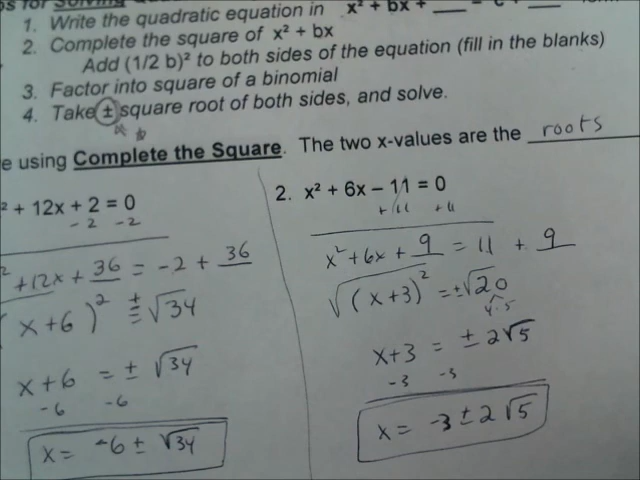 for Solving
1. Write the quadratic equation in x² + bx + ___ = c + ___
2. Complete the square of x² + bx
Add (1/2 b)² to both sides of the equation (fill in the blanks)
3. Factor into square of a binomial
4. Take ± square root of both sides, and solve.
e using Complete the Square. The two x-values are the roots
² + 12x + 2 = 0
- 2 - 2
² + 12x + 36 = -2 + 36
x + 6)² = ± √34
x + 6 = ± √34
-6 -6
x = -6 ± √34
2. x² + 6x – 11 = 0
+11 +11
x² + 6x + 9 = 11 + 9
√(x+3)² = ±√20
4·5
x+3 = ± 2√5
-3 -3
x = -3 ± 2√5